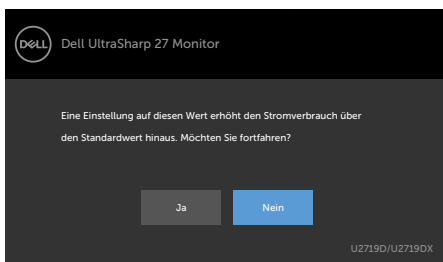 DELL
Dell UltraSharp 27 Monitor
Eine Einstellung auf diesen Wert erhöht den Stromverbrauch über
den Standardwert hinaus. Möchten Sie fortfahren?
Ja
Nein
U2719D/U2719DX